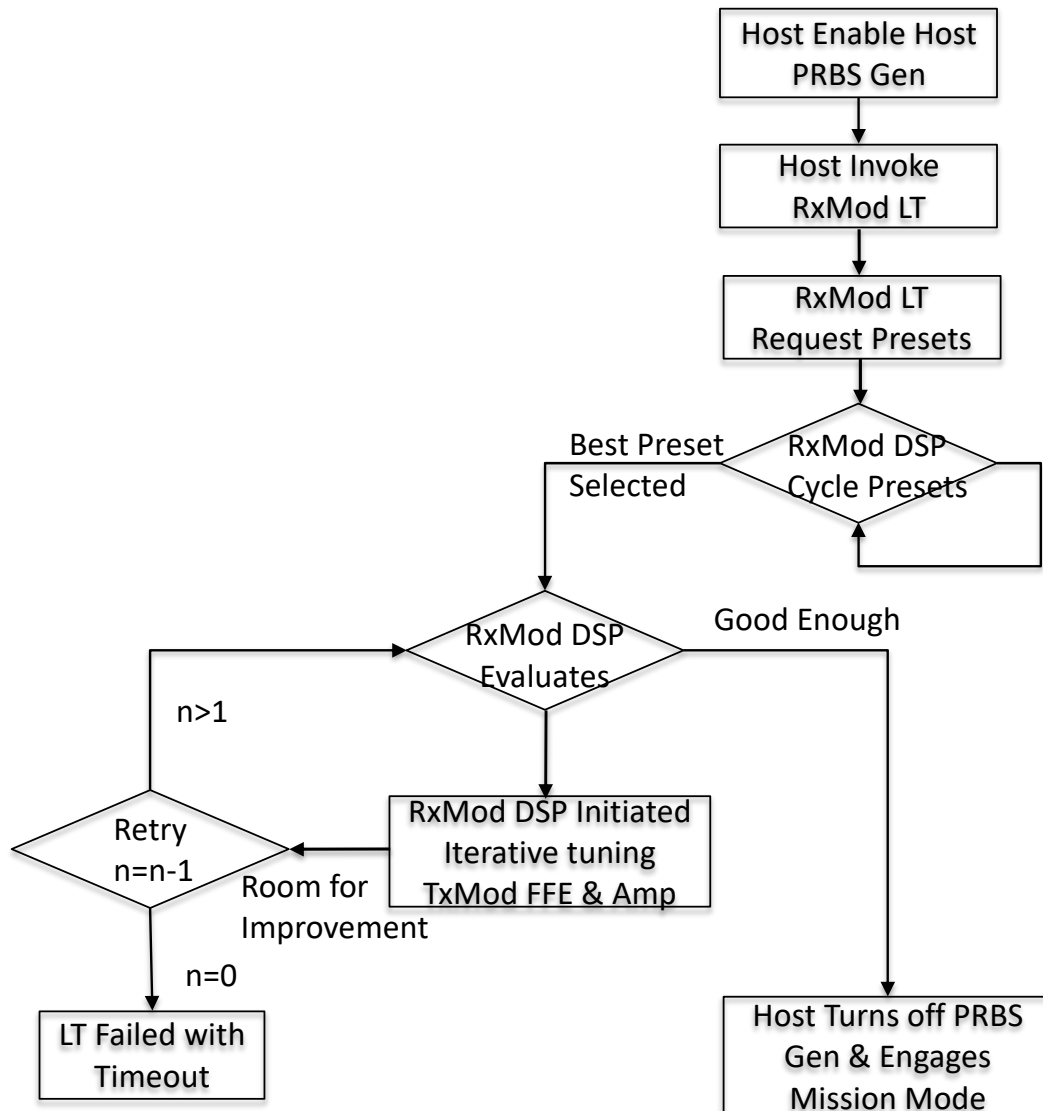 Host Enable Host
PRBS Gen
Host Invoke
RxMod LT
RxMod LT
Request Presets
Best Preset
Selected
RxMod DSP
Cycle Presets
RxMod DSP
Evaluates
Good Enough
n>1
Retry
n=n-1
RxMod DSP Initiated
Iterative tuning
TxMod FFE & Amp
Room for
Improvement
n=0
LT Failed with
Timeout
Host Turns off PRBS
Gen & Engages
Mission Mode